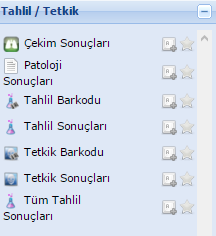 Tahlil / Tetkik
Çekim Sonuçları
Patoloji
Sonuçları
Tahlil Barkodu
Tahlil Sonuçları
Tetkik Barkodu
Tetkik Sonuçları
Tüm Tahlil
Sonuçları